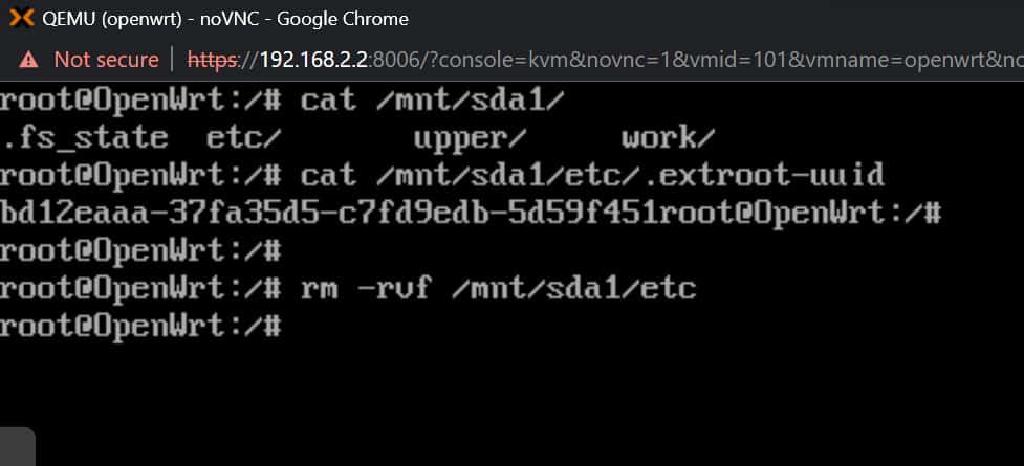 QEMU (openwrt) - noVNC - Google Chrome
Not secure | https://192.168.2.2:8006/?console=kvm&novnc=1&vmid=101&vmname=openwrt&no
root@OpenWrt:/# cat /mnt/sda1/
.fs_state etc/ upper/ work/
root@OpenWrt:/# cat /mnt/sda1/etc/.extroot-uuid
bd12eaaa-37fa35d5-c7fd9edb-5d59f451root@OpenWrt:/#
root@OpenWrt:/#
root@OpenWrt:/# rm -rvf /mnt/sda1/etc
root@OpenWrt:/#